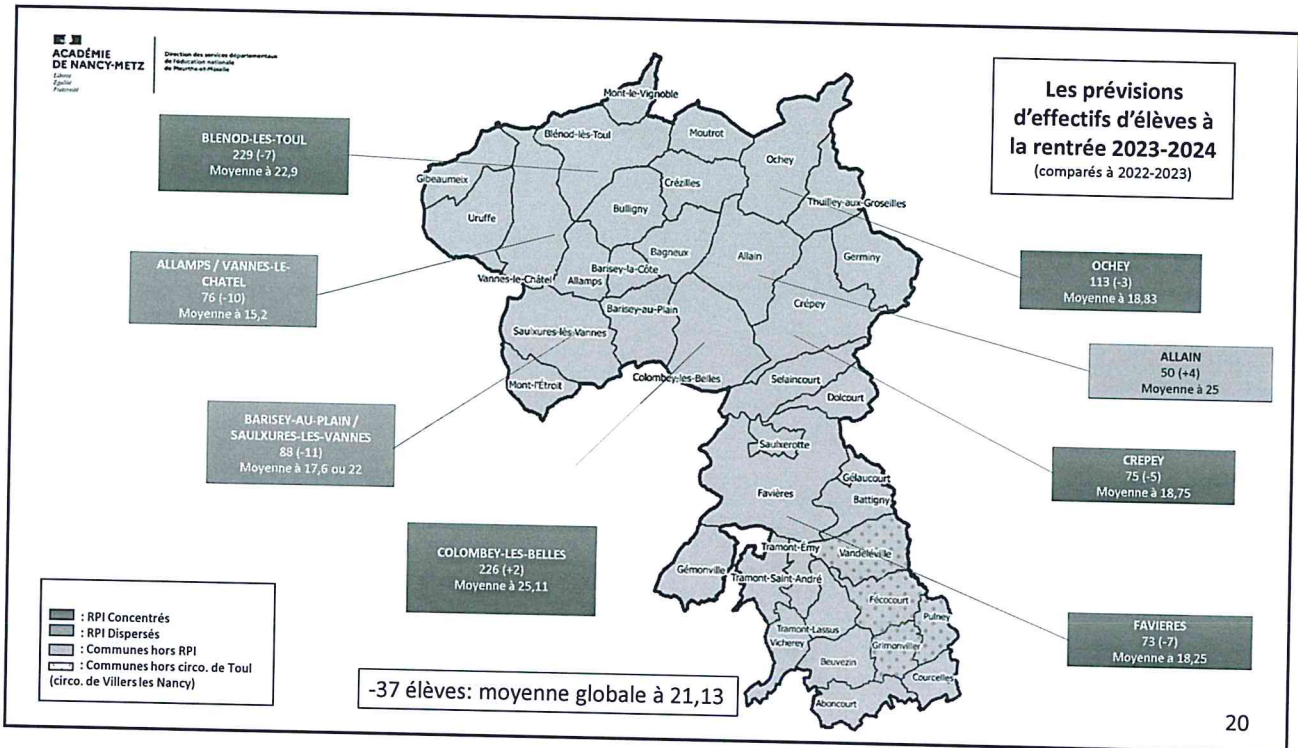 ACADÉMIE
DE NANCY-METZ
Liberté
Égalité
Fraternité
Direction des services départementaux
de l'éducation nationale
de Meurthe-et-Moselle
Les prévisions
d'effectifs d'élèves à
la rentrée 2023-2024
(comparés à 2022-2023)
BLENOD-LES-TOUL
229 (-7)
Moyenne à 22,9
ALLAMPS / VANNES-LE-
CHATEL
76 (-10)
Moyenne à 15,2
BARISEY-AU-PLAIN /
SAULXURES-LES-VANNES
88 (-11)
Moyenne à 17,6 ou 22
COLOMBEY-LES-BELLES
226 (+2)
Moyenne à 25,11
OCHEY
113 (-3)
Moyenne à 18,83
ALLAIN
50 (+4)
Moyenne à 25
CREPEY
75 (-5)
Moyenne à 18,75
FAVIERES
73 (-7)
Moyenne à 18,25
Mont-le-Vignoble
Blénod-lès-Toul
Moutrot
Ochey
Gibeaumeix
Crézilles
Thuilley-aux-Groseilles
Uruffe
Bulligny
Bagneux
Allain
Germiny
Vannes-le-Châtel
Allamps
Barisey-la-Côte
Crépey
Barisey-au-Plain
Saulxures-lès-Vannes
Mont-l'Étroit
Colombey-les-Belles
Selaincourt
Dolcourt
Saulxerotte
Favières
Gélaucourt
Battigny
Gémonville
Tramont-Émy
Vandeléville
Tramont-Saint-André
Fécocourt
Pulney
Tramont-Lassus
Vicherey
Grimonviller
Beuvezin
Courcelles
Aboncourt
: RPI Concentrés
: RPI Dispersés
: Communes hors RPI
: Communes hors circo. de Toul
(circo. de Villers les Nancy)
-37 élèves: moyenne globale à 21,13
20